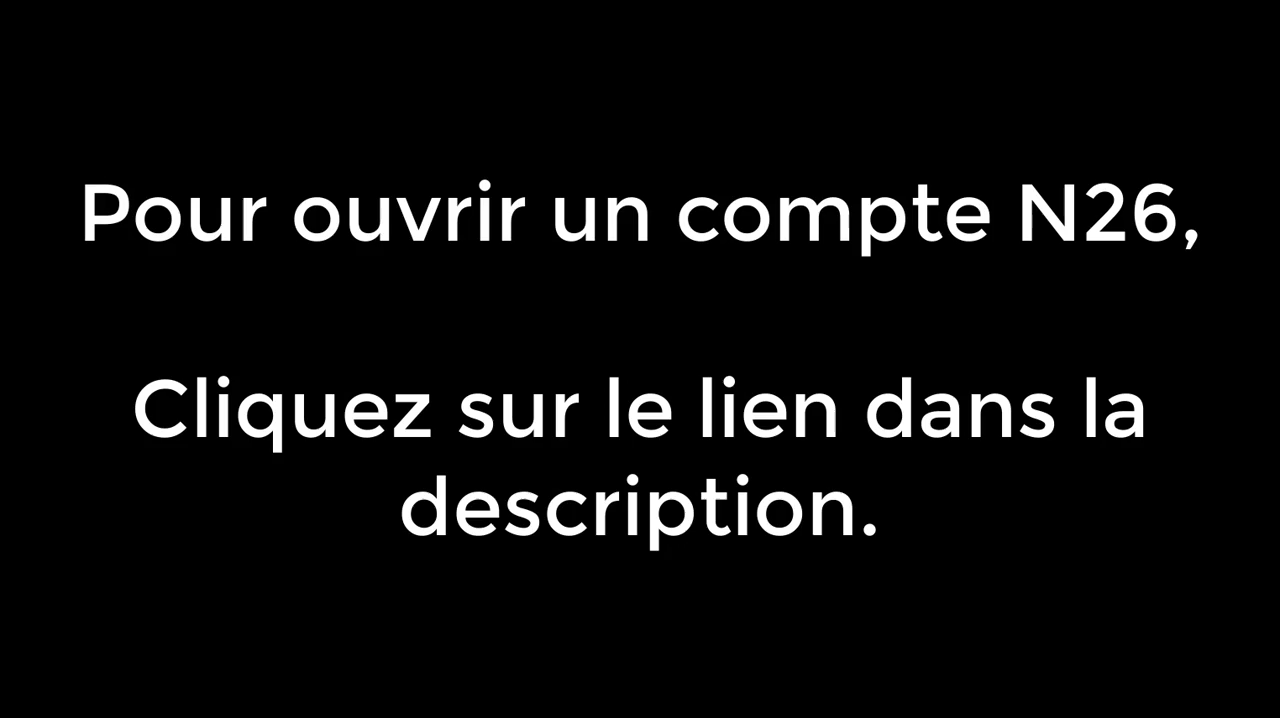 Pour ouvrir un compte N26,
Cliquez sur le lien dans la
description.